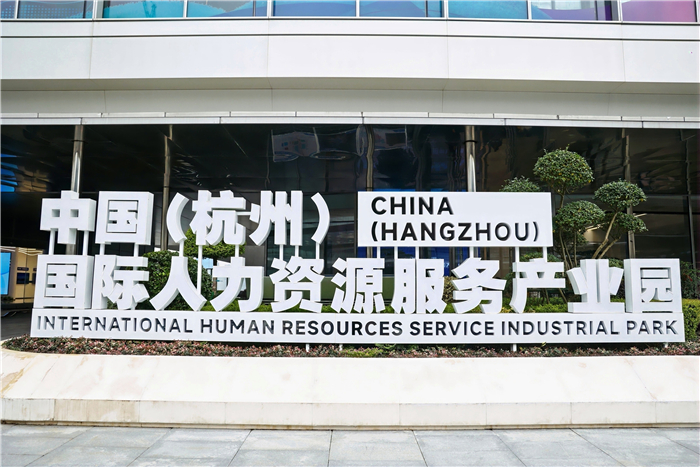 中国（杭州）
CHINA
(HANGZHOU)
国际人力资源服务产业园
INTERNATIONAL HUMAN RESOURCES SERVICE INDUSTRIAL PARK